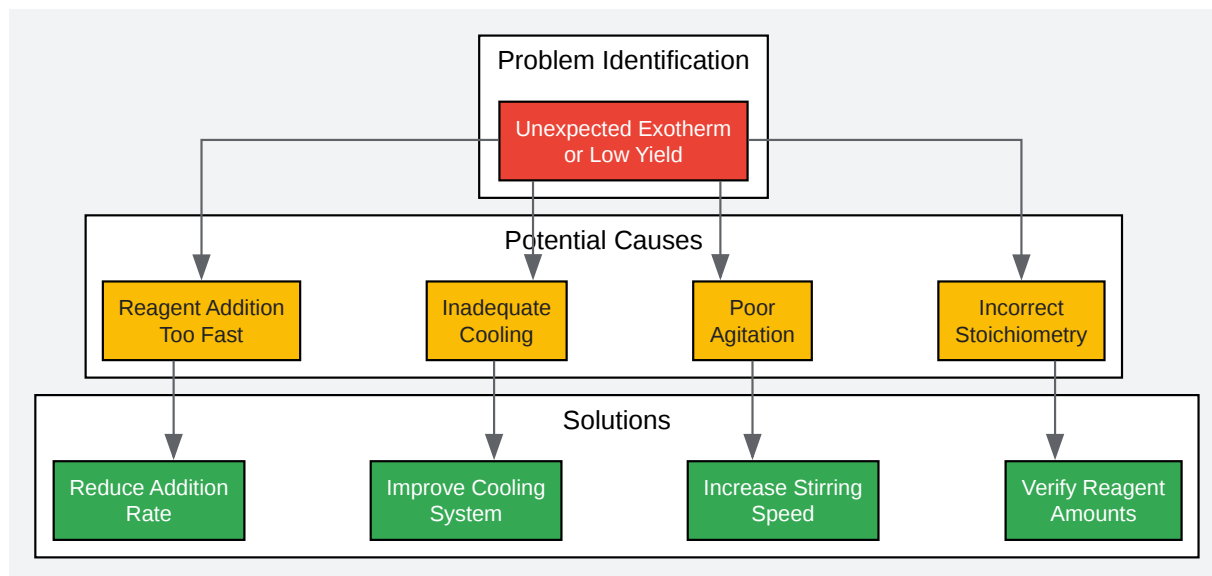 Problem Identification
Unexpected Exotherm
or Low Yield
Potential Causes
Reagent Addition
Too Fast
Inadequate
Cooling
Poor
Agitation
Incorrect
Stoichiometry
Solutions
Reduce Addition
Rate
Improve Cooling
System
Increase Stirring
Speed
Verify Reagent
Amounts